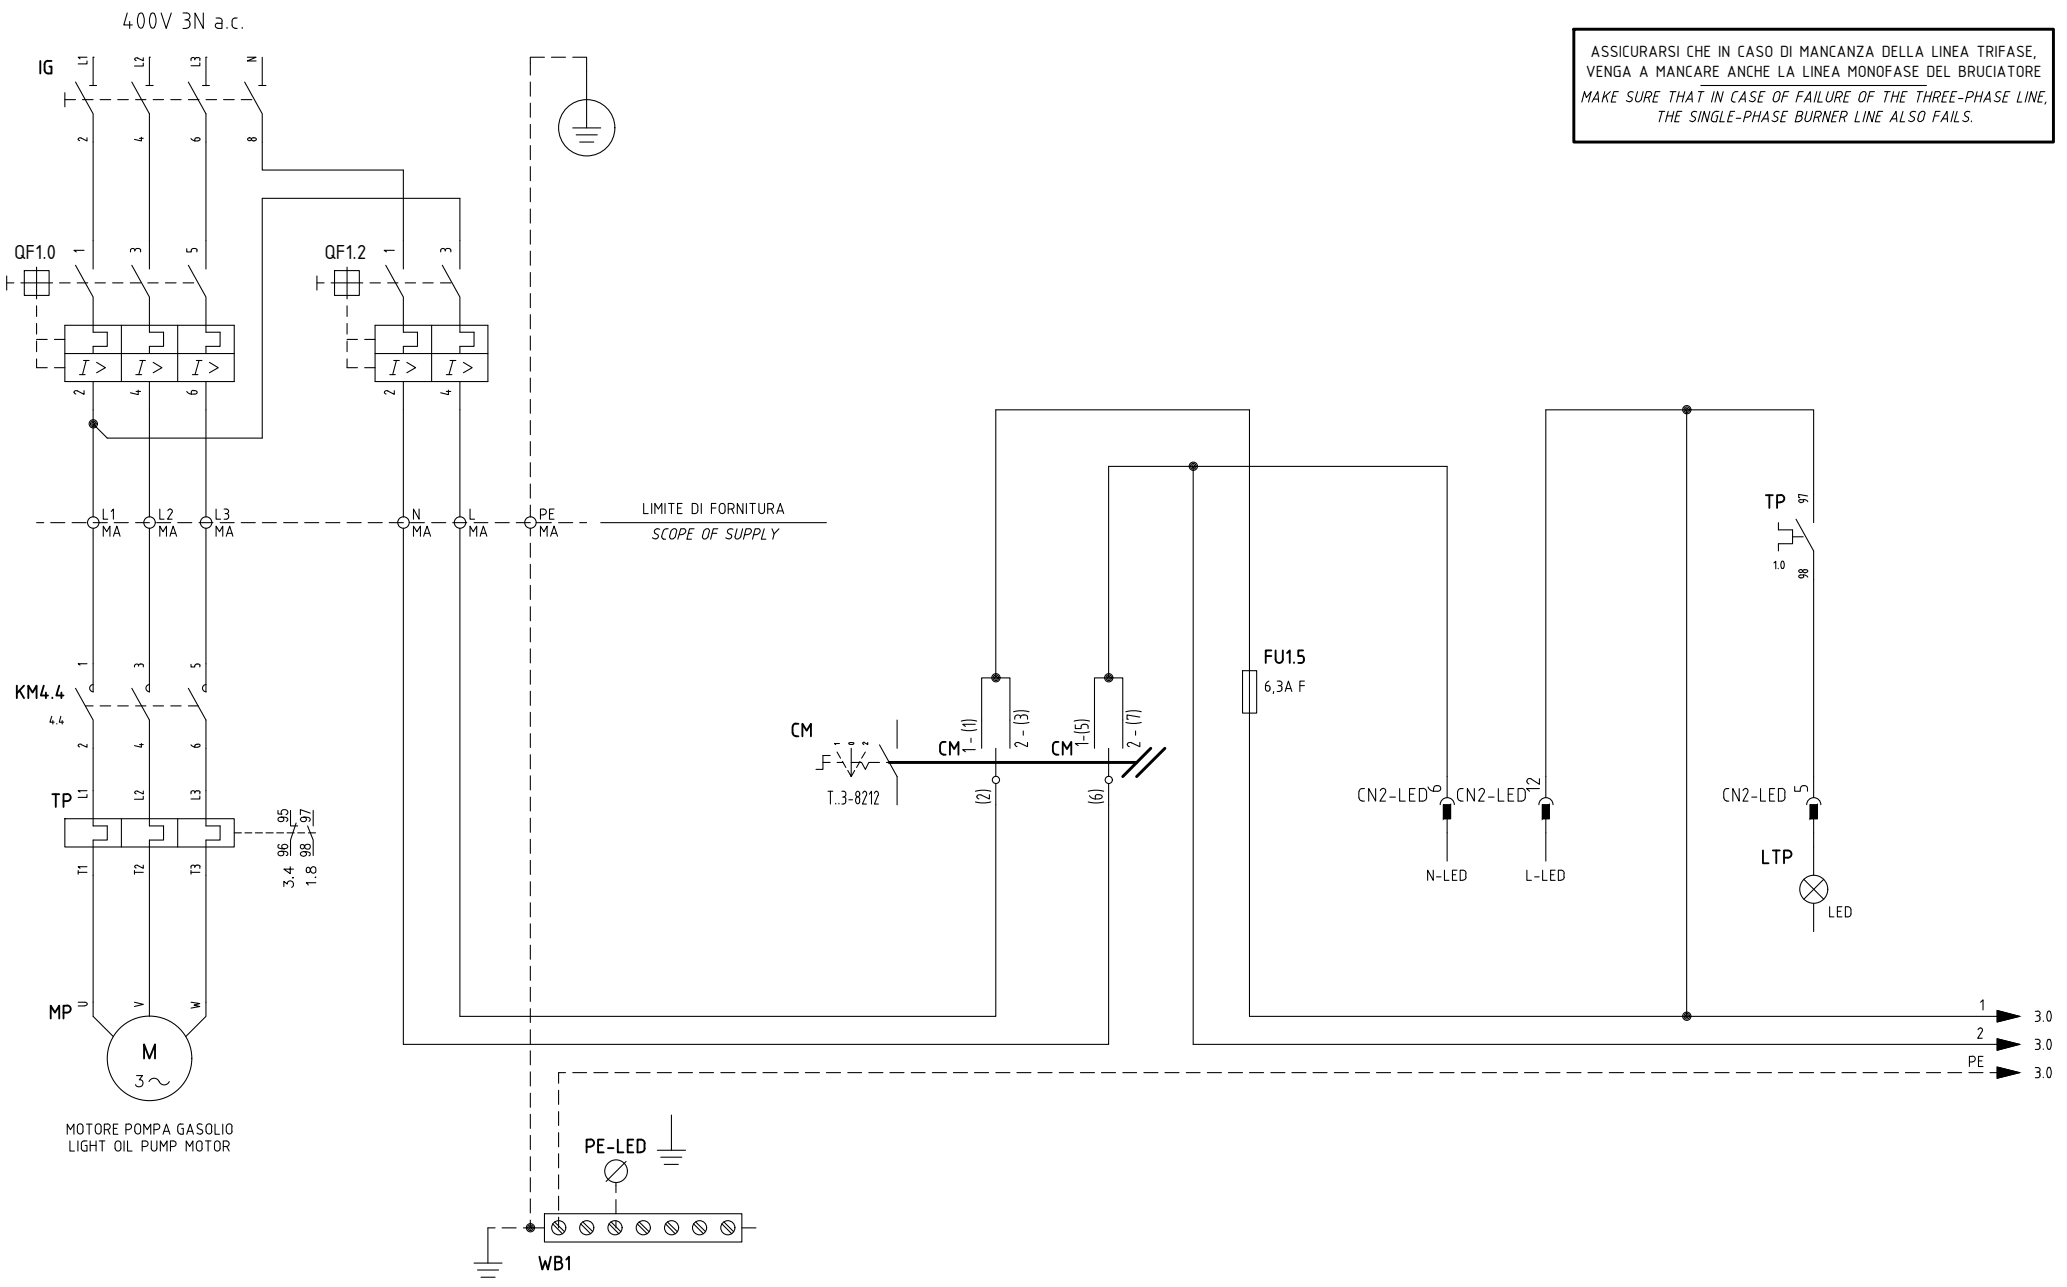 400V 3N a.c.
IG
L1
L2
L3
N
2
4
6
8
ASSICURARSI CHE IN CASO DI MANCANZA DELLA LINEA TRIFASE,
VENGA A MANCARE ANCHE LA LINEA MONOFASE DEL BRUCIATORE
MAKE SURE THAT IN CASE OF FAILURE OF THE THREE-PHASE LINE,
THE SINGLE-PHASE BURNER LINE ALSO FAILS.
QF1.0
1
3
5
I >
I >
I >
2
4
6
QF1.2
1
3
I >
I >
2
4
L1
MA
L2
MA
L3
MA
N
MA
L
MA
PE
MA
LIMITE DI FORNITURA
SCOPE OF SUPPLY
KM4.4
4.4
1
3
5
2
4
6
TP
L1
L2
L3
T1
T2
T3
95
97
96
98
3.4
1.8
MP
U
V
W
M
3~
MOTORE POMPA GASOLIO
LIGHT OIL PUMP MOTOR
CM
1
0
2
T..3-8212
CM
1 - (1)
2 - (3)
(2)
CM
1-(5)
2 - (7)
(6)
FU1.5
6,3A F
CN2-LED
6
N-LED
CN2-LED
12
L-LED
TP
97
1.0
98
CN2-LED
5
LTP
LED
1
3.0
2
3.0
PE
3.0
PE-LED
WB1